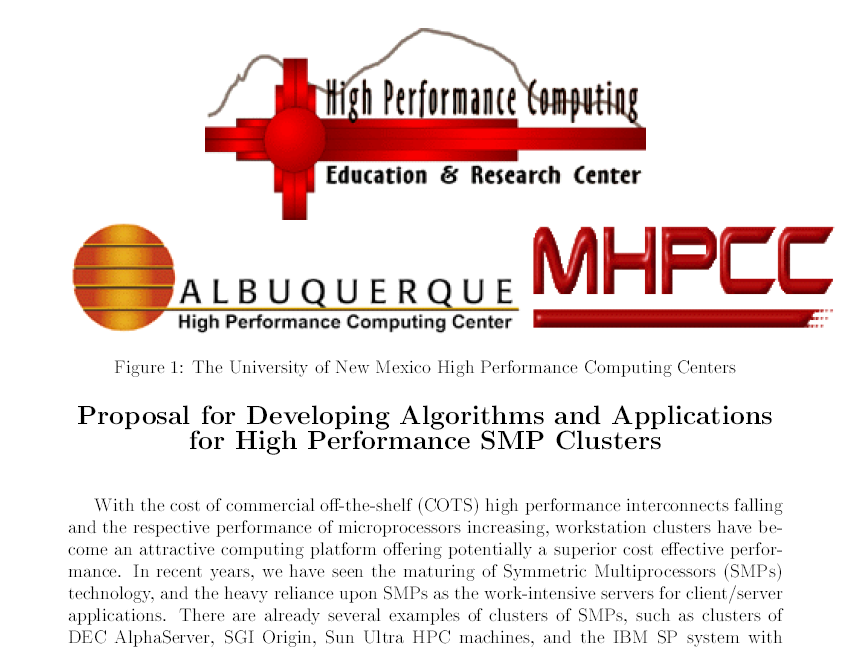 High Performance Computing
Education & Research Center
ALBUQUERQUE
High Performance Computing Center
MHPCC
Figure 1: The University of New Mexico High Performance Computing Centers
Proposal for Developing Algorithms and Applications
for High Performance SMP Clusters
With the cost of commercial off-the-shelf (COTS) high performance interconnects falling
and the respective performance of microprocessors increasing, workstation clusters have be-
come an attractive computing platform offering potentially a superior cost effective perfor-
mance. In recent years, we have seen the maturing of Symmetric Multiprocessors (SMPs)
technology, and the heavy reliance upon SMPs as the work-intensive servers for client/server
applications. There are already several examples of clusters of SMPs, such as clusters of
DEC AlphaServer, SGI Origin, Sun Ultra HPC machines, and the IBM SP system with